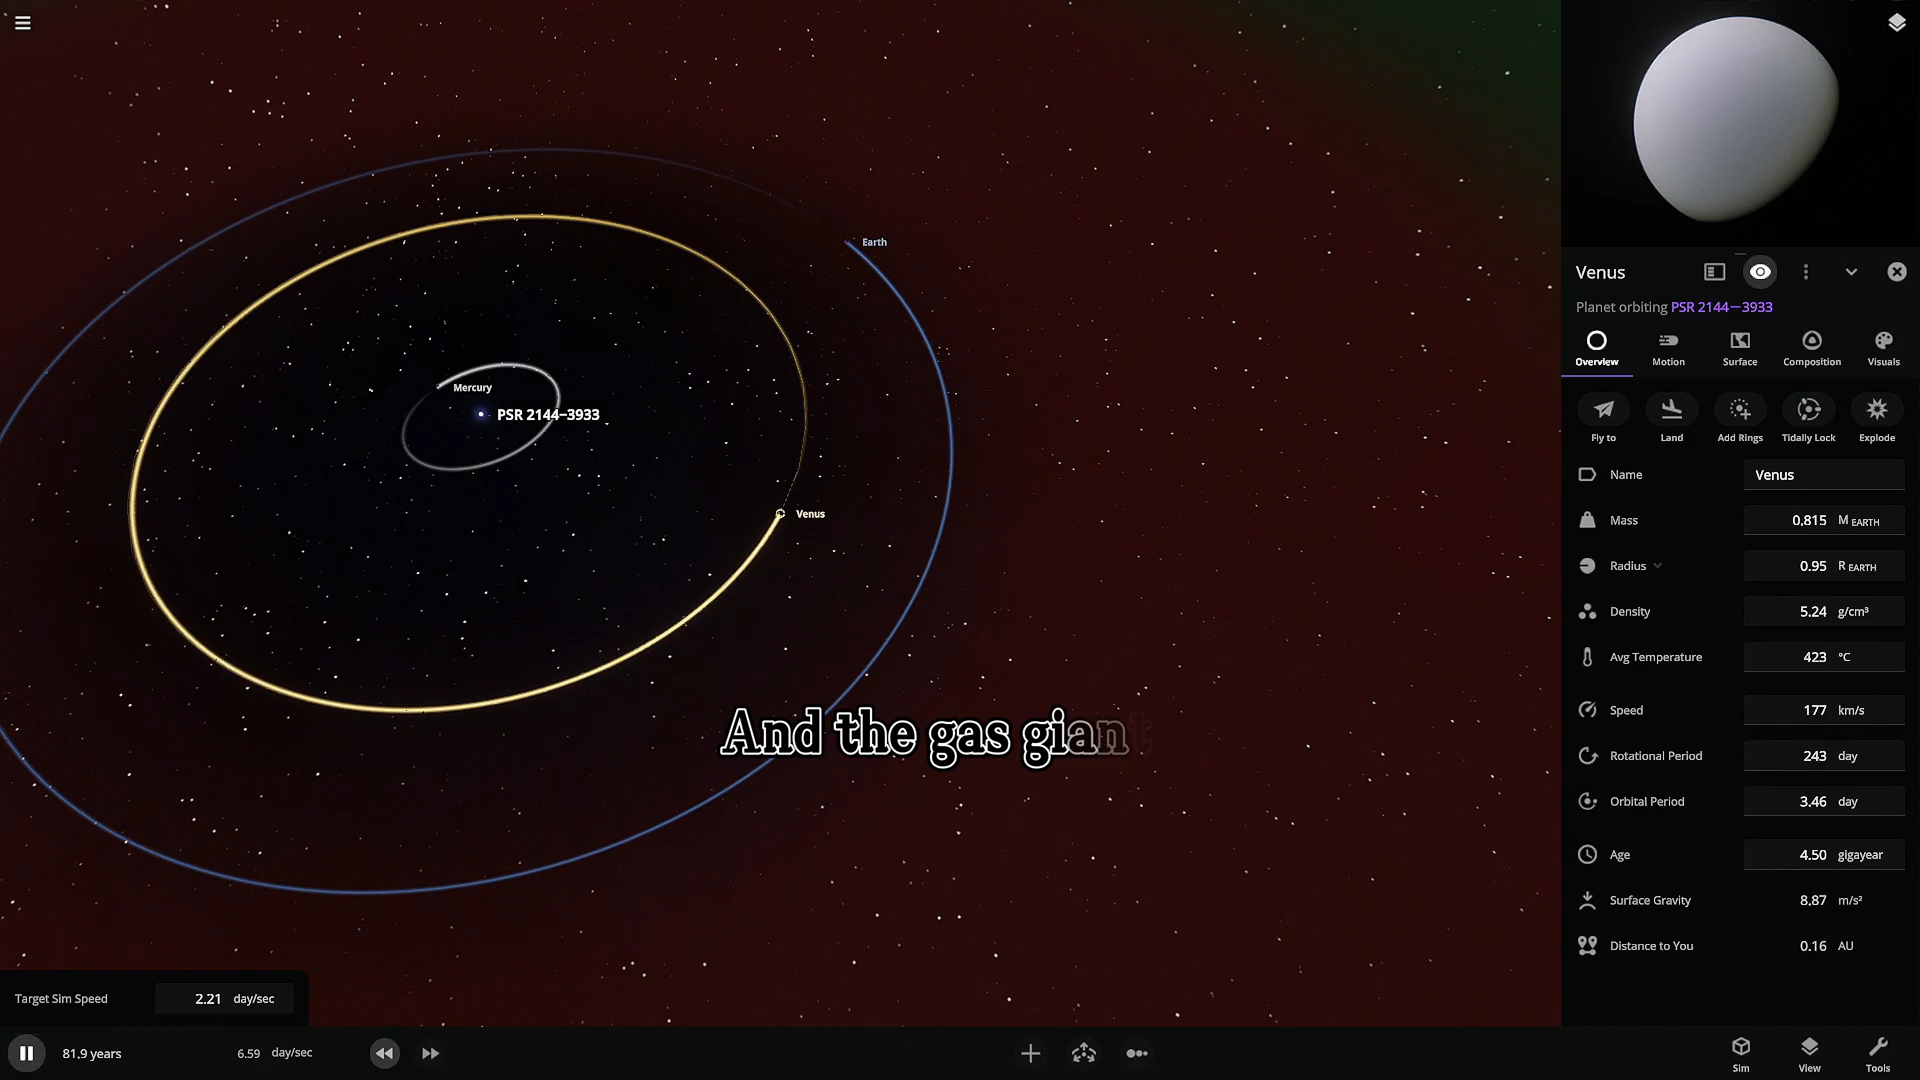 Earth
Mercury
PSR 2144−3933
Venus
And the gas giant
Target Sim Speed 2.21 day/sec
81.9 years 6.59 day/sec
Venus
Planet orbiting PSR 2144−3933
Overview Motion Surface Composition Visuals
Fly to Land Add Rings Tidally Lock Explode
Name Venus
Mass 0.815 M EARTH
Radius 0.95 R EARTH
Density 5.24 g/cm³
Avg Temperature 423 °C
Speed 177 km/s
Rotational Period 243 day
Orbital Period 3.46 day
Age 4.50 gigayear
Surface Gravity 8.87 m/s²
Distance to You 0.16 AU
Sim View Tools